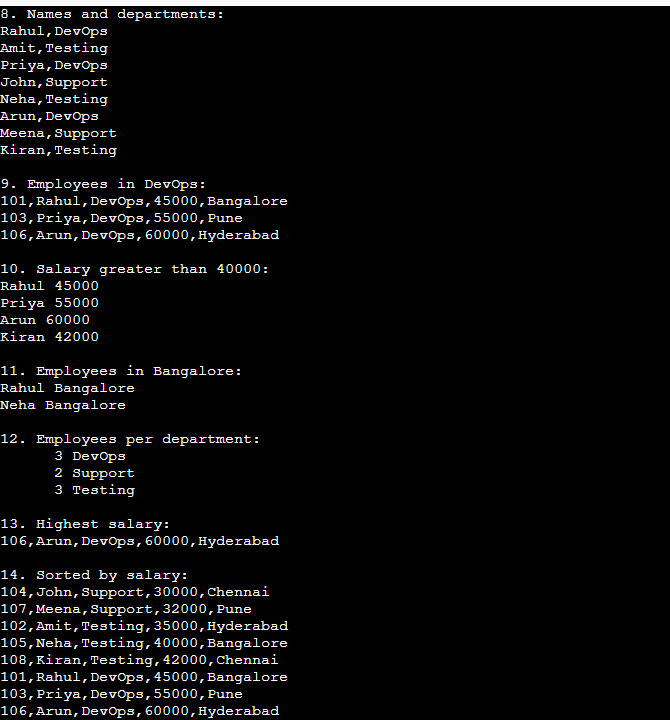 8. Names and departments:
Rahul,DevOps
Amit,Testing
Priya,DevOps
John,Support
Neha,Testing
Arun,DevOps
Meena,Support
Kiran,Testing

9. Employees in DevOps:
101,Rahul,DevOps,45000,Bangalore
103,Priya,DevOps,55000,Pune
106,Arun,DevOps,60000,Hyderabad

10. Salary greater than 40000:
Rahul 45000
Priya 55000
Arun 60000
Kiran 42000

11. Employees in Bangalore:
Rahul Bangalore
Neha Bangalore

12. Employees per department:
      3 DevOps
      2 Support
      3 Testing

13. Highest salary:
106,Arun,DevOps,60000,Hyderabad

14. Sorted by salary:
104,John,Support,30000,Chennai
107,Meena,Support,32000,Pune
102,Amit,Testing,35000,Hyderabad
105,Neha,Testing,40000,Bangalore
108,Kiran,Testing,42000,Chennai
101,Rahul,DevOps,45000,Bangalore
103,Priya,DevOps,55000,Pune
106,Arun,DevOps,60000,Hyderabad